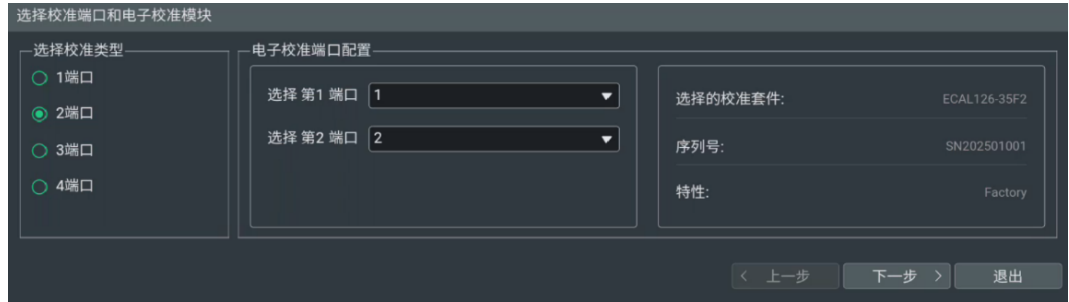 选择校准端口和电子校准模块
选择校准类型
1端口
2端口
3端口
4端口
电子校准端口配置
选择 第1 端口 1
选择 第2 端口 2
选择的校准套件: ECAL126-35F2
序列号: SN202501001
特性: Factory
< 上一步
下一步 >
退出